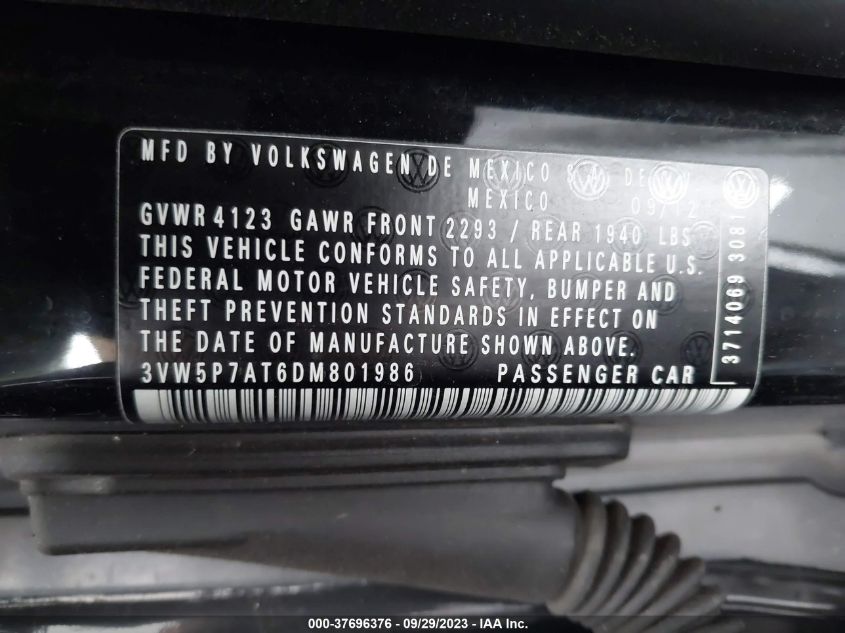 MFD BY VOLKSWAGEN DE MEXICO S.A. DE C.V
MEXICO 09/12
GVWR 4123 GAWR FRONT 2293 / REAR 1940 LBS
THIS VEHICLE CONFORMS TO ALL APPLICABLE U.S.
FEDERAL MOTOR VEHICLE SAFETY, BUMPER AND
THEFT PREVENTION STANDARDS IN EFFECT ON
THE DATE OF MANUFACTURE SHOWN ABOVE.
3VW5P7AT6DM801986 PASSENGER CAR
3714069 3081
000-37696376 / 09/29/2023 - IAA Inc.